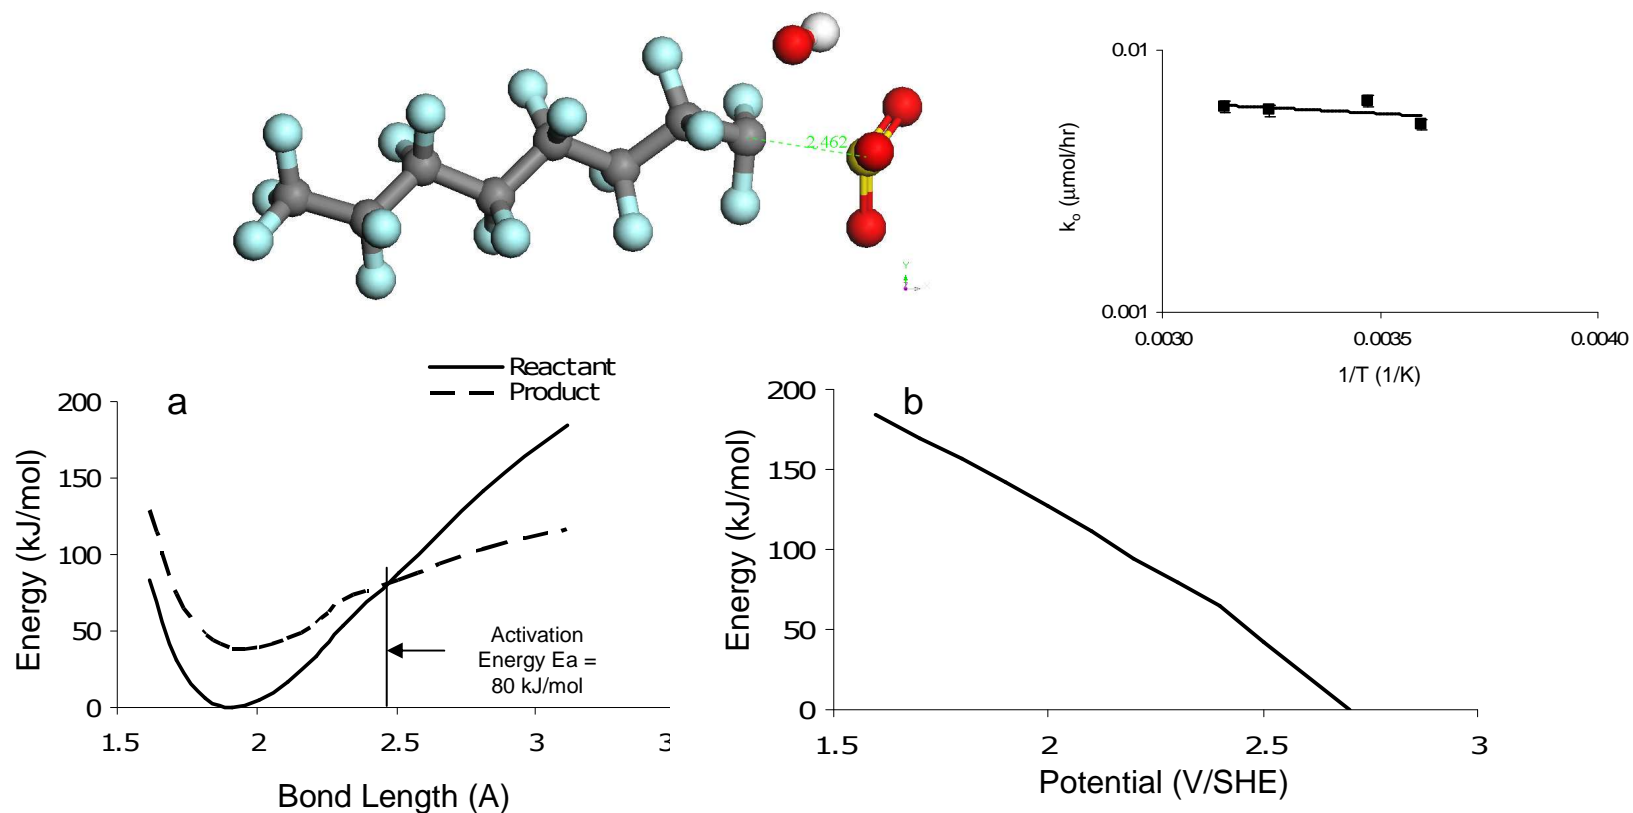 2.462
Y
0.01
k₀ (μmol/hr)
0.001
0.0030
0.0035
0.0040
1/T (1/K)
Reactant
Product
a
200
150
100
50
0
Energy (kJ/mol)
Activation
Energy Ea =
80 kJ/mol
1.5
2
2.5
3
Bond Length (A)
b
200
150
100
50
0
Energy (kJ/mol)
1.5
2
2.5
3
Potential (V/SHE)